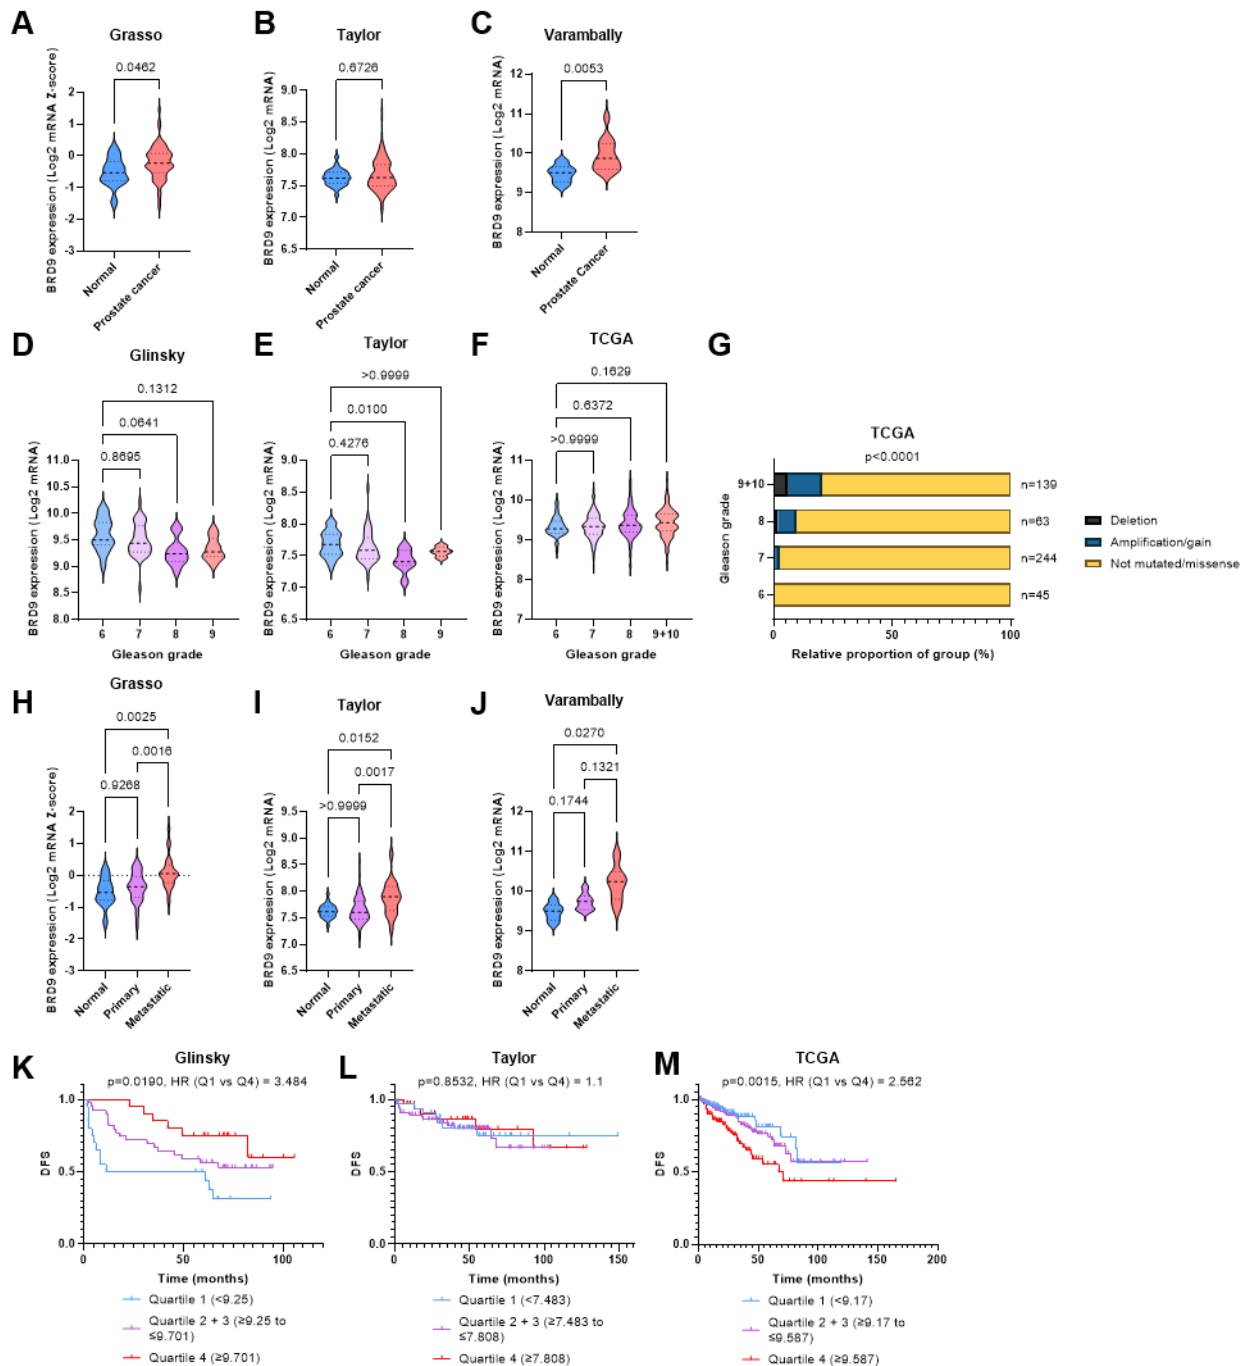 A
Grasso
0.0462
BRD9 expression (Log2 mRNA Z-score)
2
1
0
-1
-2
-3
Normal
Prostate cancer
B
Taylor
0.6726
BRD9 expression (Log2 mRNA)
9.0
8.5
8.0
7.5
7.0
6.5
Normal
Prostate cancer
C
Varambally
0.0053
BRD9 expression (Log2 mRNA)
12
11
10
9
8
Normal
Prostate Cancer
D
Glinsky
0.1312
0.0641
0.8695
BRD9 expression (Log2 mRNA)
11.0
10.5
10.0
9.5
9.0
8.5
8.0
6 7 8 9
Gleason grade
E
Taylor
>0.9999
0.0100
0.4276
BRD9 expression (Log2 mRNA)
9.0
8.5
8.0
7.5
7.0
6.5
6 7 8 9
Gleason grade
F
TCGA
0.1629
0.6372
>0.9999
BRD9 expression (Log2 mRNA)
11
10
9
8
7
6 7 8 9+10
Gleason grade
G
TCGA
p<0.0001
Gleason grade
9+10 n=139
8 n=63
7 n=244
6 n=45
0 50 100
Relative proportion of group (%)
Deletion
Amplification/gain
Not mutated/missense
H
Grasso
0.0025
0.0016
0.9268
BRD9 expression (Log2 mRNA Z-score)
2
1
0
-1
-2
-3
Normal
Primary
Metastatic
I
Taylor
0.0152
0.0017
>0.9999
BRD9 expression (Log2 mRNA)
9.5
9.0
8.5
8.0
7.5
7.0
6.5
Normal
Primary
Metastatic
J
Varambally
0.0270
0.1321
0.1744
BRD9 expression (Log2 mRNA)
12
11
10
9
8
Normal
Primary
Metastatic
K
Glinsky
p=0.0190, HR (Q1 vs Q4) = 3.484
DFS
1.0
0.5
0.0
0 50 100
Time (months)
Quartile 1 (<9.25)
Quartile 2 + 3 (≥9.25 to
≤9.701)
Quartile 4 (≥9.701)
L
Taylor
p=0.8532, HR (Q1 vs Q4) = 1.1
DFS
1.0
0.5
0.0
0 50 100 150
Time (months)
Quartile 1 (<7.483)
Quartile 2 + 3 (≥7.483 to
≤7.808)
Quartile 4 (≥7.808)
M
TCGA
p=0.0015, HR (Q1 vs Q4) = 2.562
DFS
1.0
0.5
0.0
0 50 100 150 200
Time (months)
Quartile 1 (<9.17)
Quartile 2 + 3 (≥9.17 to
≤9.587)
Quartile 4 (≥9.587)